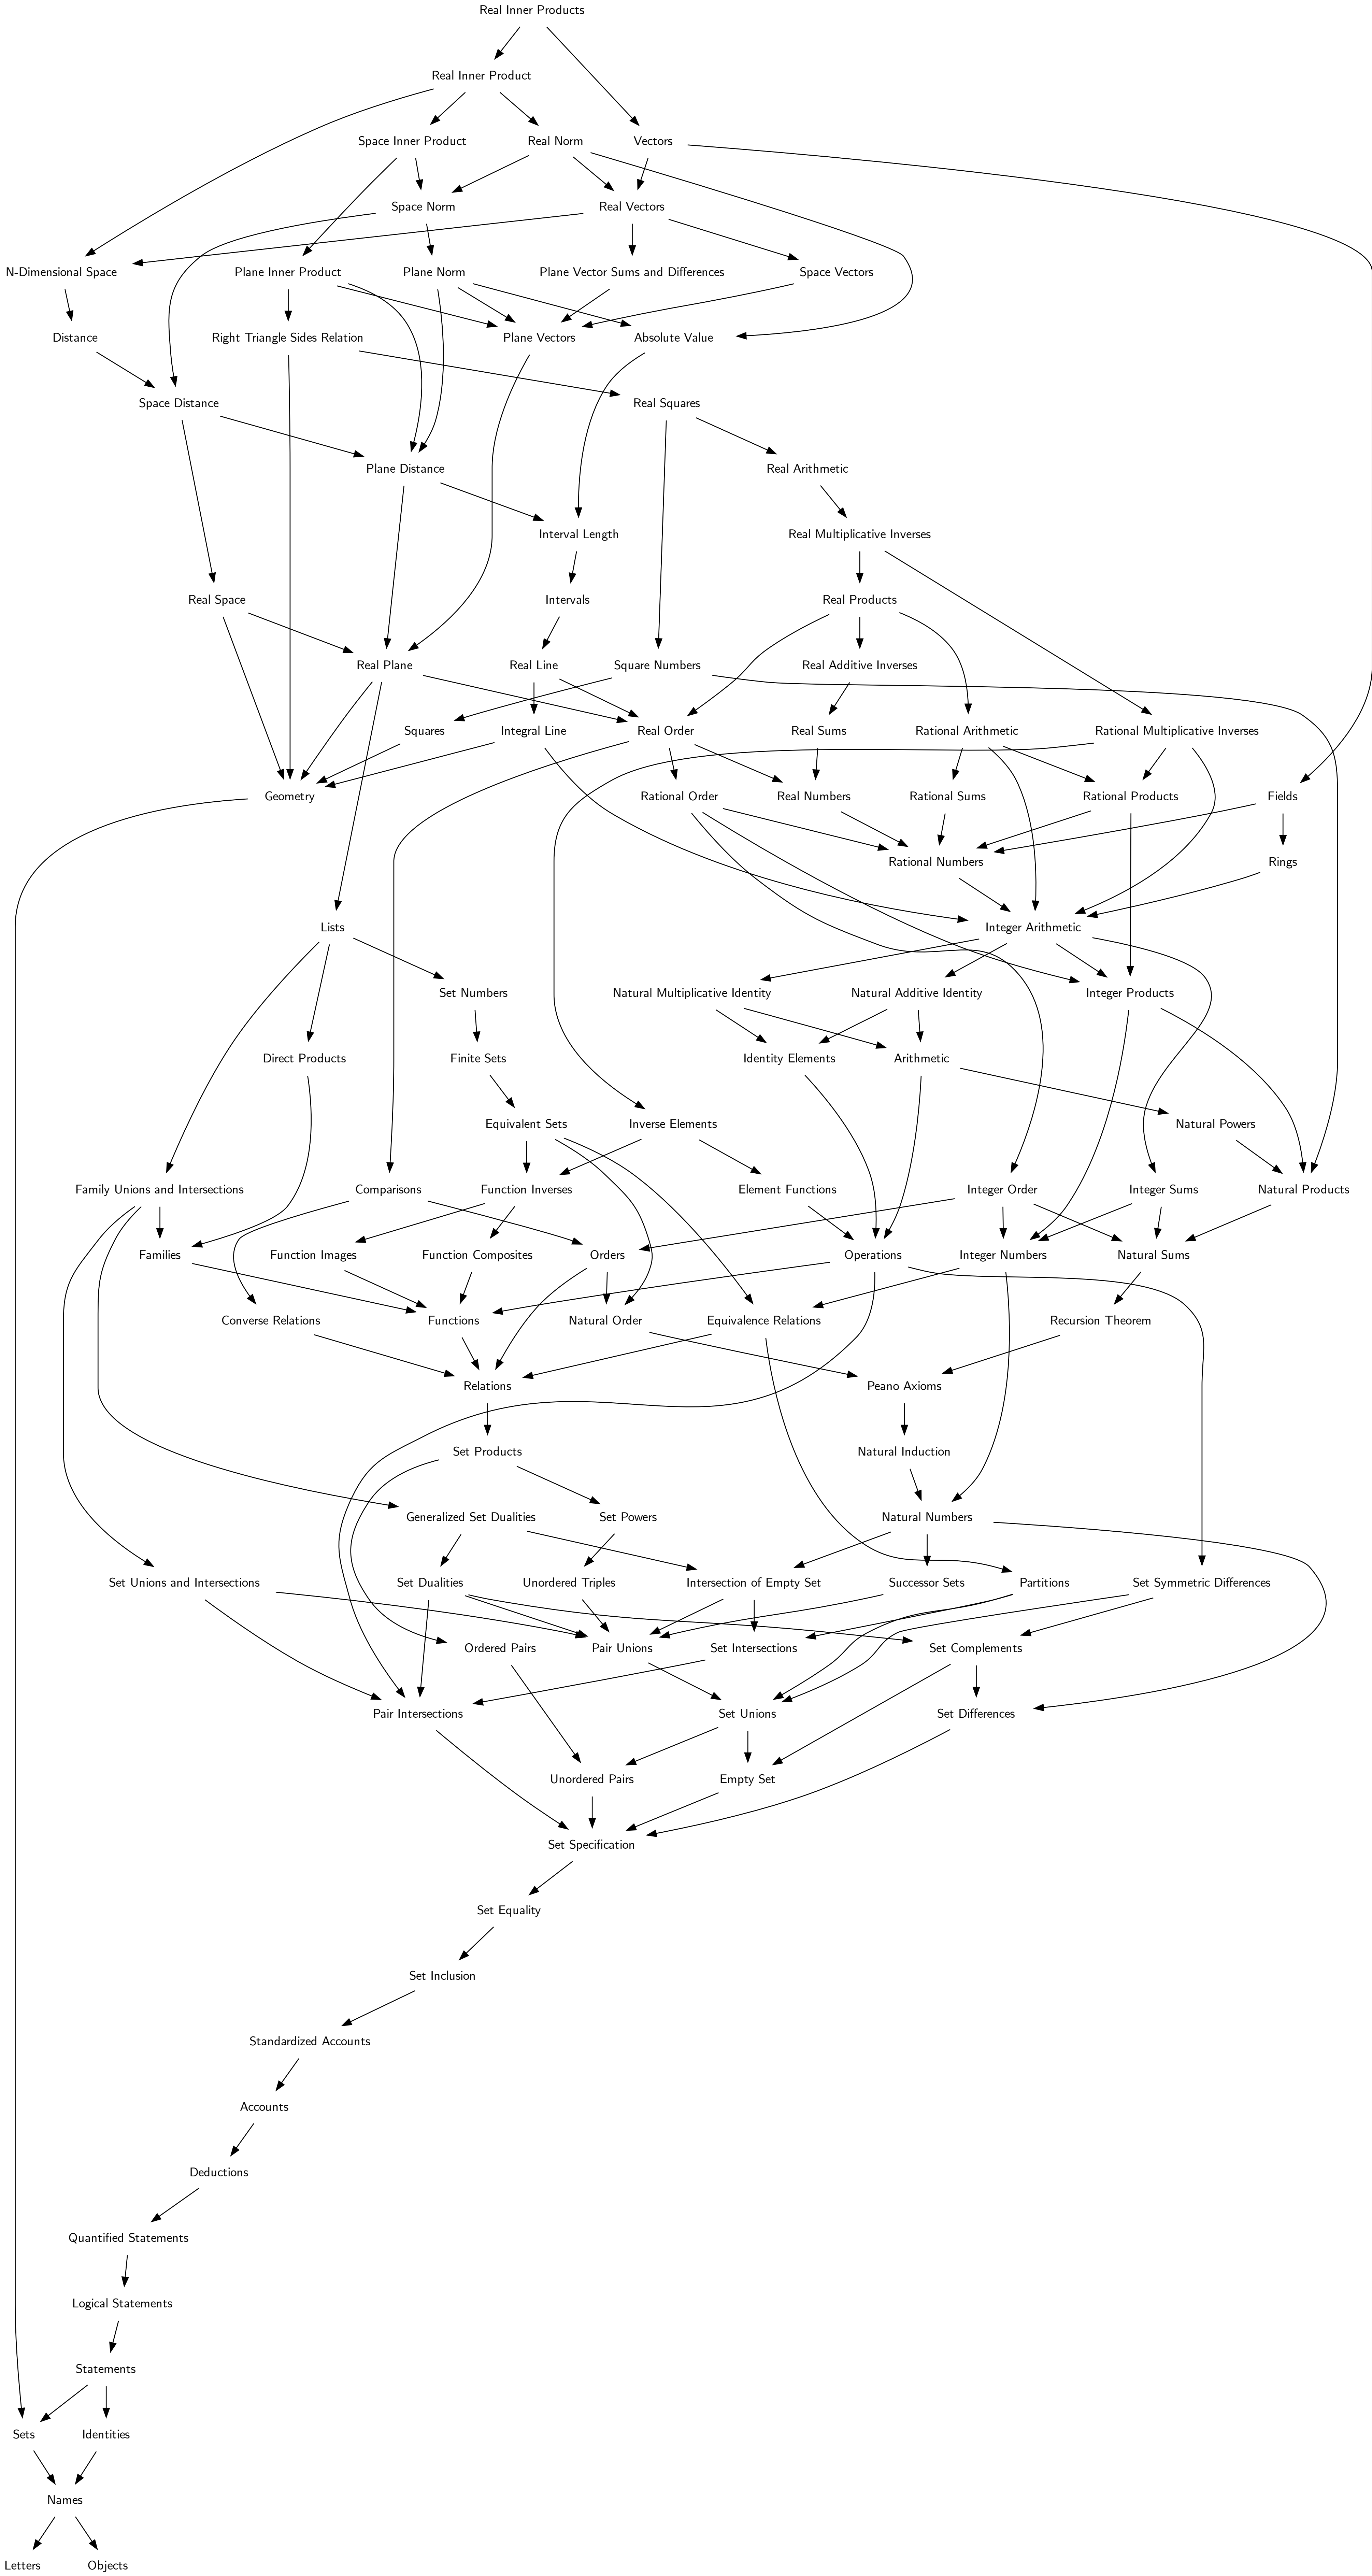 Real Inner Products
Real Inner Product
Space Inner Product
Real Norm
Vectors
Space Norm
Real Vectors
N-Dimensional Space
Plane Inner Product
Plane Norm
Plane Vector Sums and Differences
Space Vectors
Distance
Right Triangle Sides Relation
Plane Vectors
Absolute Value
Space Distance
Real Squares
Plane Distance
Real Arithmetic
Interval Length
Real Multiplicative Inverses
Real Space
Intervals
Real Products
Real Plane
Real Line
Square Numbers
Real Additive Inverses
Squares
Integral Line
Real Order
Real Sums
Rational Arithmetic
Rational Multiplicative Inverses
Geometry
Rational Order
Real Numbers
Rational Sums
Rational Products
Fields
Rational Numbers
Rings
Lists
Integer Arithmetic
Set Numbers
Natural Multiplicative Identity
Natural Additive Identity
Integer Products
Direct Products
Finite Sets
Identity Elements
Arithmetic
Equivalent Sets
Inverse Elements
Natural Powers
Family Unions and Intersections
Comparisons
Function Inverses
Element Functions
Integer Order
Integer Sums
Natural Products
Families
Function Images
Function Composites
Orders
Operations
Integer Numbers
Natural Sums
Converse Relations
Functions
Natural Order
Equivalence Relations
Recursion Theorem
Relations
Peano Axioms
Set Products
Natural Induction
Generalized Set Dualities
Set Powers
Natural Numbers
Set Unions and Intersections
Set Dualities
Unordered Triples
Intersection of Empty Set
Successor Sets
Partitions
Set Symmetric Differences
Ordered Pairs
Pair Unions
Set Intersections
Set Complements
Pair Intersections
Set Unions
Set Differences
Unordered Pairs
Empty Set
Set Specification
Set Equality
Set Inclusion
Standardized Accounts
Accounts
Deductions
Quantified Statements
Logical Statements
Statements
Sets
Identities
Names
Letters
Objects